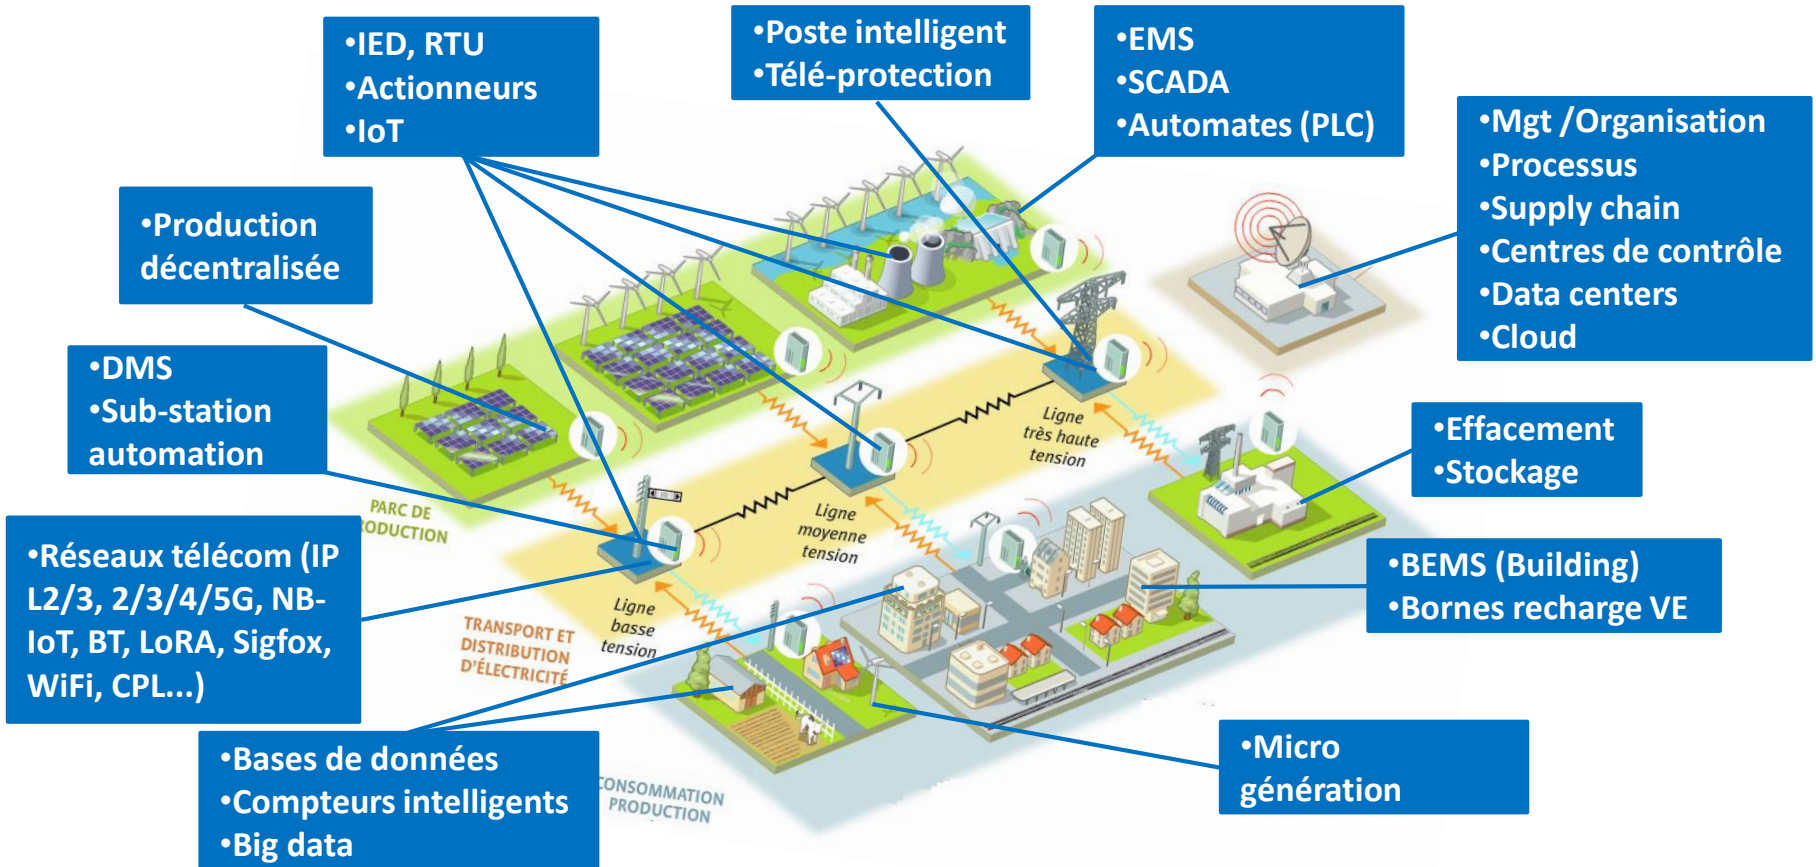 •IED, RTU
•Actionneurs
•IoT
•Poste intelligent
•Télé-protection
•EMS
•SCADA
•Automates (PLC)
•Mgt /Organisation
•Processus
•Supply chain
•Centres de contrôle
•Data centers
•Cloud
•Production
décentralisée
•DMS
•Sub-station
automation
•Effacement
•Stockage
Ligne
très haute
tension
PARC DE
RODUCTION
Ligne
moyenne
tension
•Réseaux télécom (IP
L2/3, 2/3/4/5G, NB-
IoT, BT, LoRA, Sigfox,
WiFi, CPL...)
•BEMS (Building)
•Bornes recharge VE
Ligne
basse
tension
TRANSPORT ET
DISTRIBUTION
D'ÉLECTRICITÉ
•Bases de données
•Compteurs intelligents
•Big data
CONSOMMATION
PRODUCTION
•Micro
génération